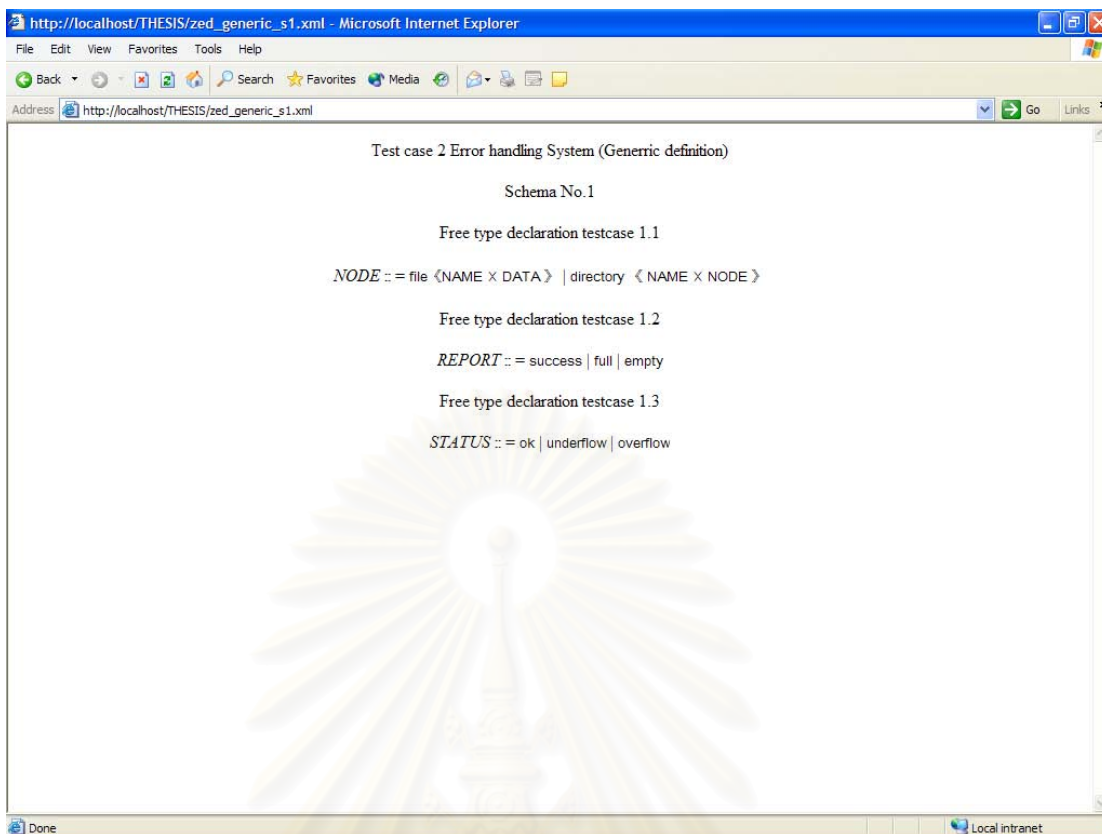 http://localhost/THESIS/zed_generic_s1.xml - Microsoft Internet Explorer
File Edit View Favorites Tools Help
Back Search Favorites Media
Address http://localhost/THESIS/zed_generic_s1.xml Go Links
Test case 2 Error handling System (Generric definition)
Schema No.1
Free type declaration testcase 1.1
NODE :: = file 《NAME X DATA 》 | directory 《 NAME X NODE 》
Free type declaration testcase 1.2
REPORT :: = success | full | empty
Free type declaration testcase 1.3
STATUS :: = ok | underflow | overflow
Done Local intranet